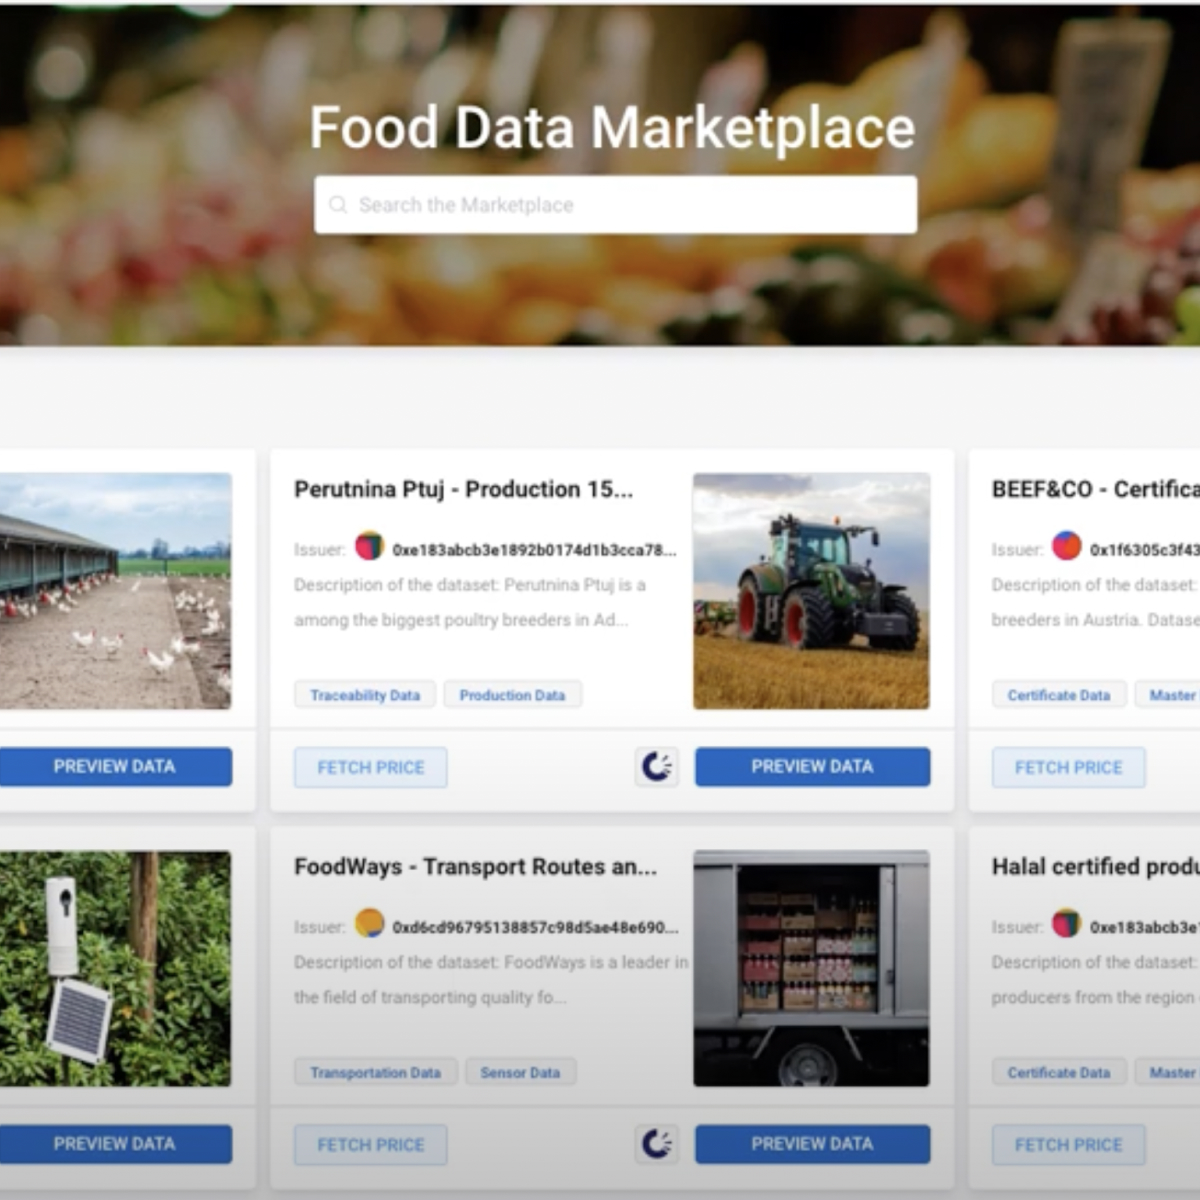 Food Data Marketplace
Search the Marketplace
PREVIEW DATA
Perutnina Ptuj - Production 15...
Issuer: 0xe183abcb3e1892b0174d1b3cca78...
Description of the dataset: Perutnina Ptuj is a
among the biggest poultry breeders in Ad...
Traceability Data
Production Data
FETCH PRICE
PREVIEW DATA
BEEF&CO - Certifica
Issuer: 0x1f6305c3f43
Description of the dataset:
breeders in Austria. Datase
Certificate Data
Master
FETCH PRICE
PREVIEW DATA
FoodWays - Transport Routes an...
Issuer: 0xd6cd96795138857c98d5ae48e690...
Description of the dataset: FoodWays is a leader in
the field of transporting quality fo...
Transportation Data
Sensor Data
FETCH PRICE
PREVIEW DATA
Halal certified produ
Issuer: 0xe183abcb3e
Description of the dataset:
producers from the region
Certificate Data
Master
FETCH PRICE